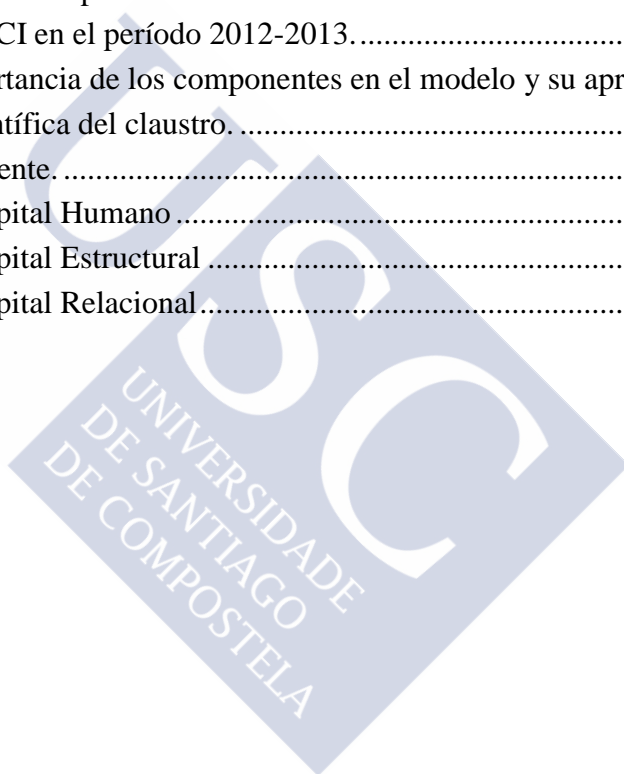 CI en el período 2012-2013. ....................................
rtancia de los componentes en el modelo y su apr
ntífica del claustro. ....................................................
ente. ...........................................................................
pital Humano ............................................................
pital Estructural ........................................................
pital Relacional .........................................................
USC
UNIVERSIDADE
DE SANTIAGO
DE COMPOSTELA